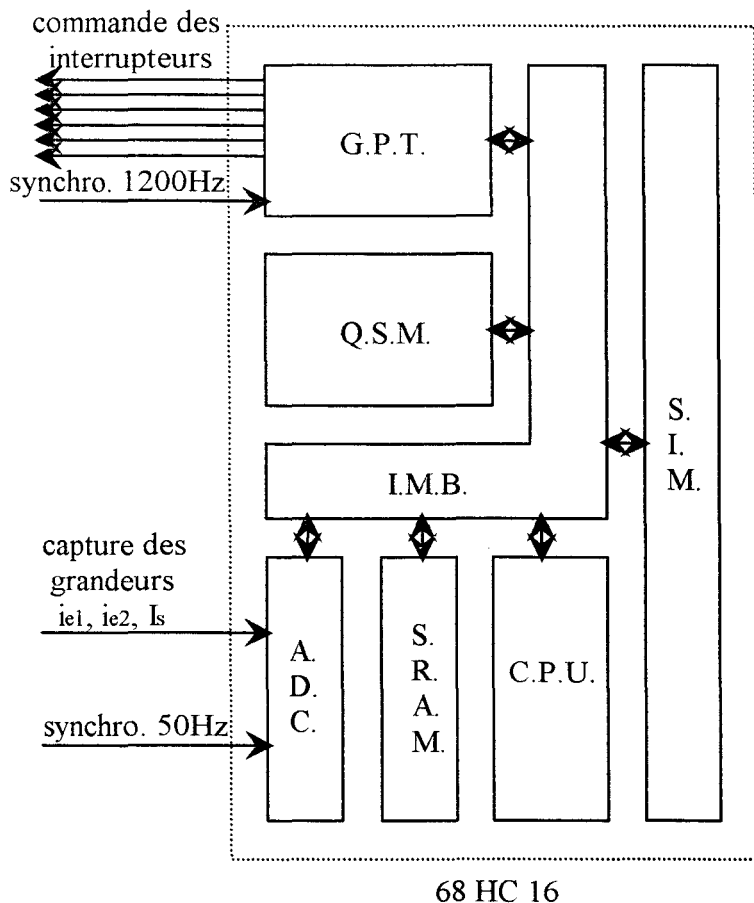 commande des
interrupteurs
G.P.T.
synchro. 1200Hz
Q.S.M.
S.
I.
M.
I.M.B.
capture des
grandeurs
ie1, ie2, Is
A.
D.
C.
S.
R.
A.
M.
C.P.U.
synchro. 50Hz
68 HC 16